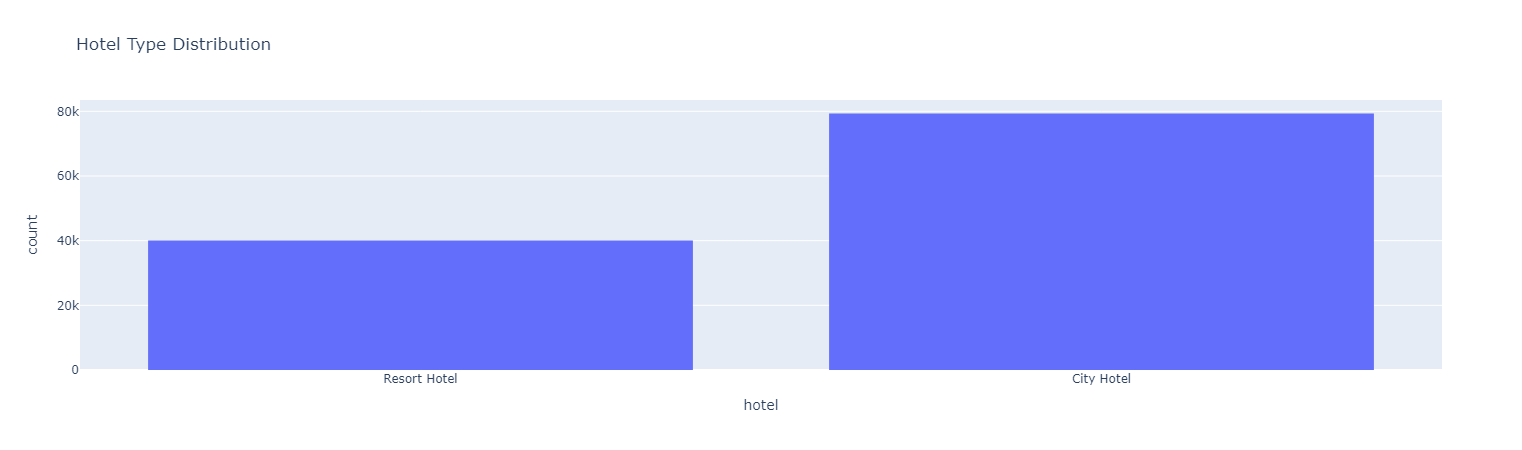 Hotel Type Distribution
80k
60k
40k
20k
0
count
Resort Hotel
City Hotel
hotel